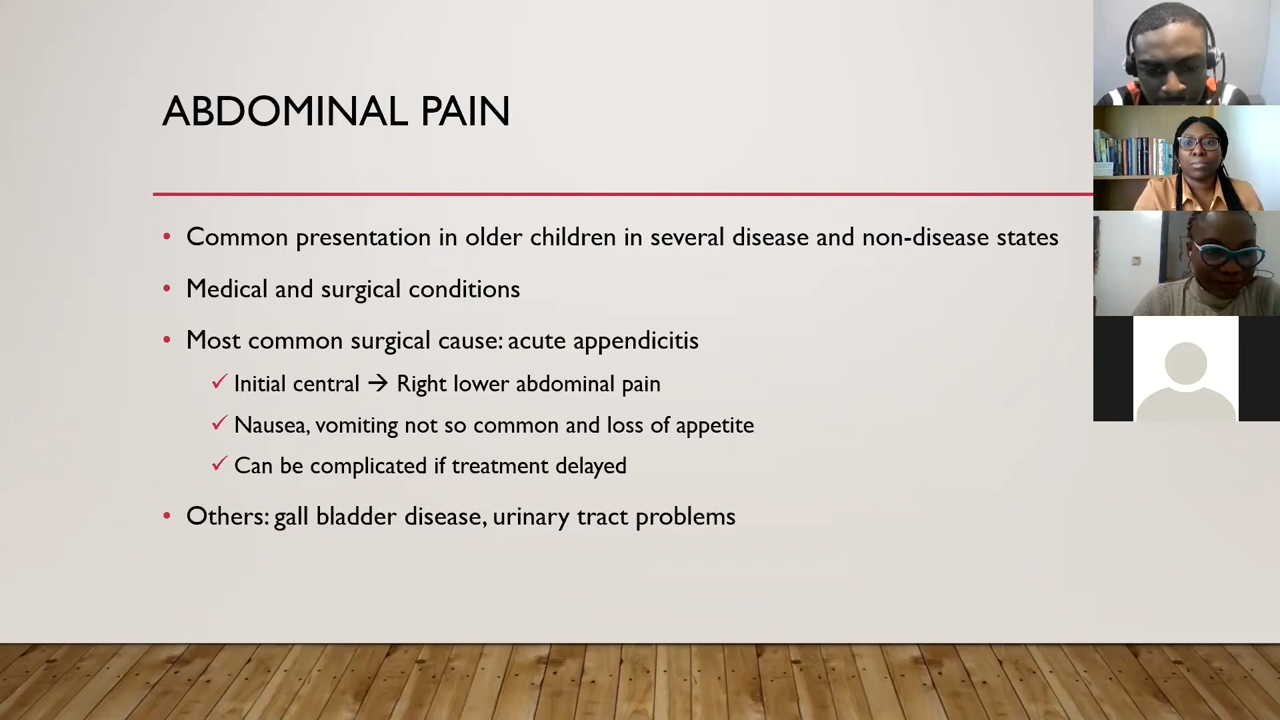 ABDOMINAL PAIN
• Common presentation in older children in several disease and non-disease states
• Medical and surgical conditions
• Most common surgical cause: acute appendicitis
✓ Initial central → Right lower abdominal pain
✓ Nausea, vomiting not so common and loss of appetite
✓ Can be complicated if treatment delayed
• Others: gall bladder disease, urinary tract problems